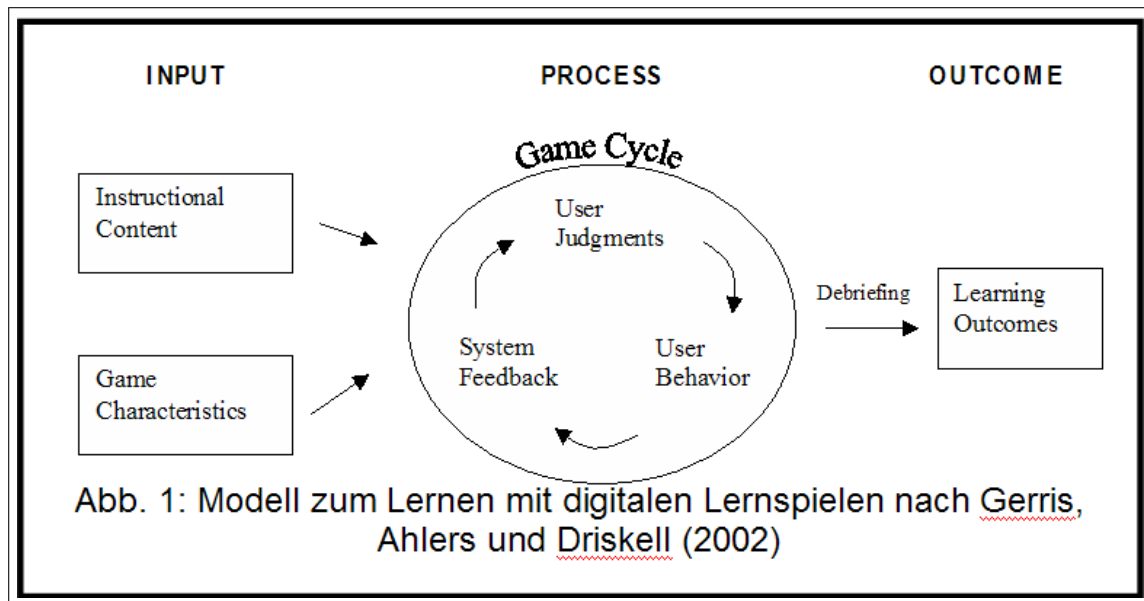 INPUT
PROCESS
OUTCOME
Game Cycle
Instructional
Content
Game
Characteristics
User
Judgments
System
Feedback
User
Behavior
Debriefing
Learning
Outcomes
Abb. 1: Modell zum Lernen mit digitalen Lernspielen nach Gerris,
Ahlers und Driskell (2002)